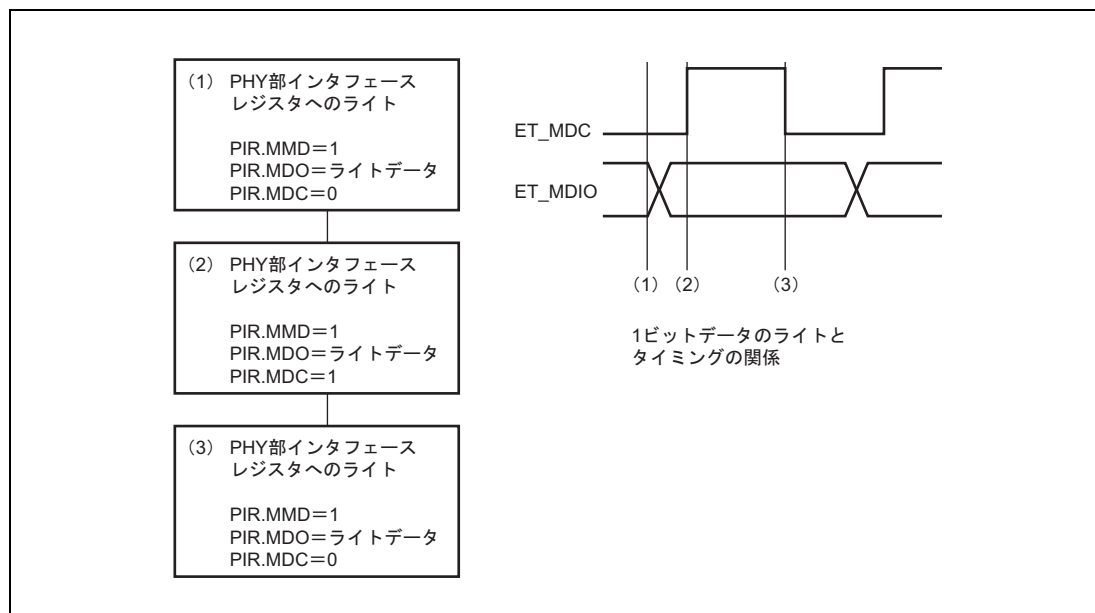 (1) PHY部インタフェース
レジスタへのライト
PIR.MMD=1
PIR.MDO=ライトデータ
PIR.MDC=0
(2) PHY部インタフェース
レジスタへのライト
PIR.MMD=1
PIR.MDO=ライトデータ
PIR.MDC=1
(3) PHY部インタフェース
レジスタへのライト
PIR.MMD=1
PIR.MDO=ライトデータ
PIR.MDC=0
ET_MDC
ET_MDIO
(1) (2) (3)
1ビットデータのライトと
タイミングの関係